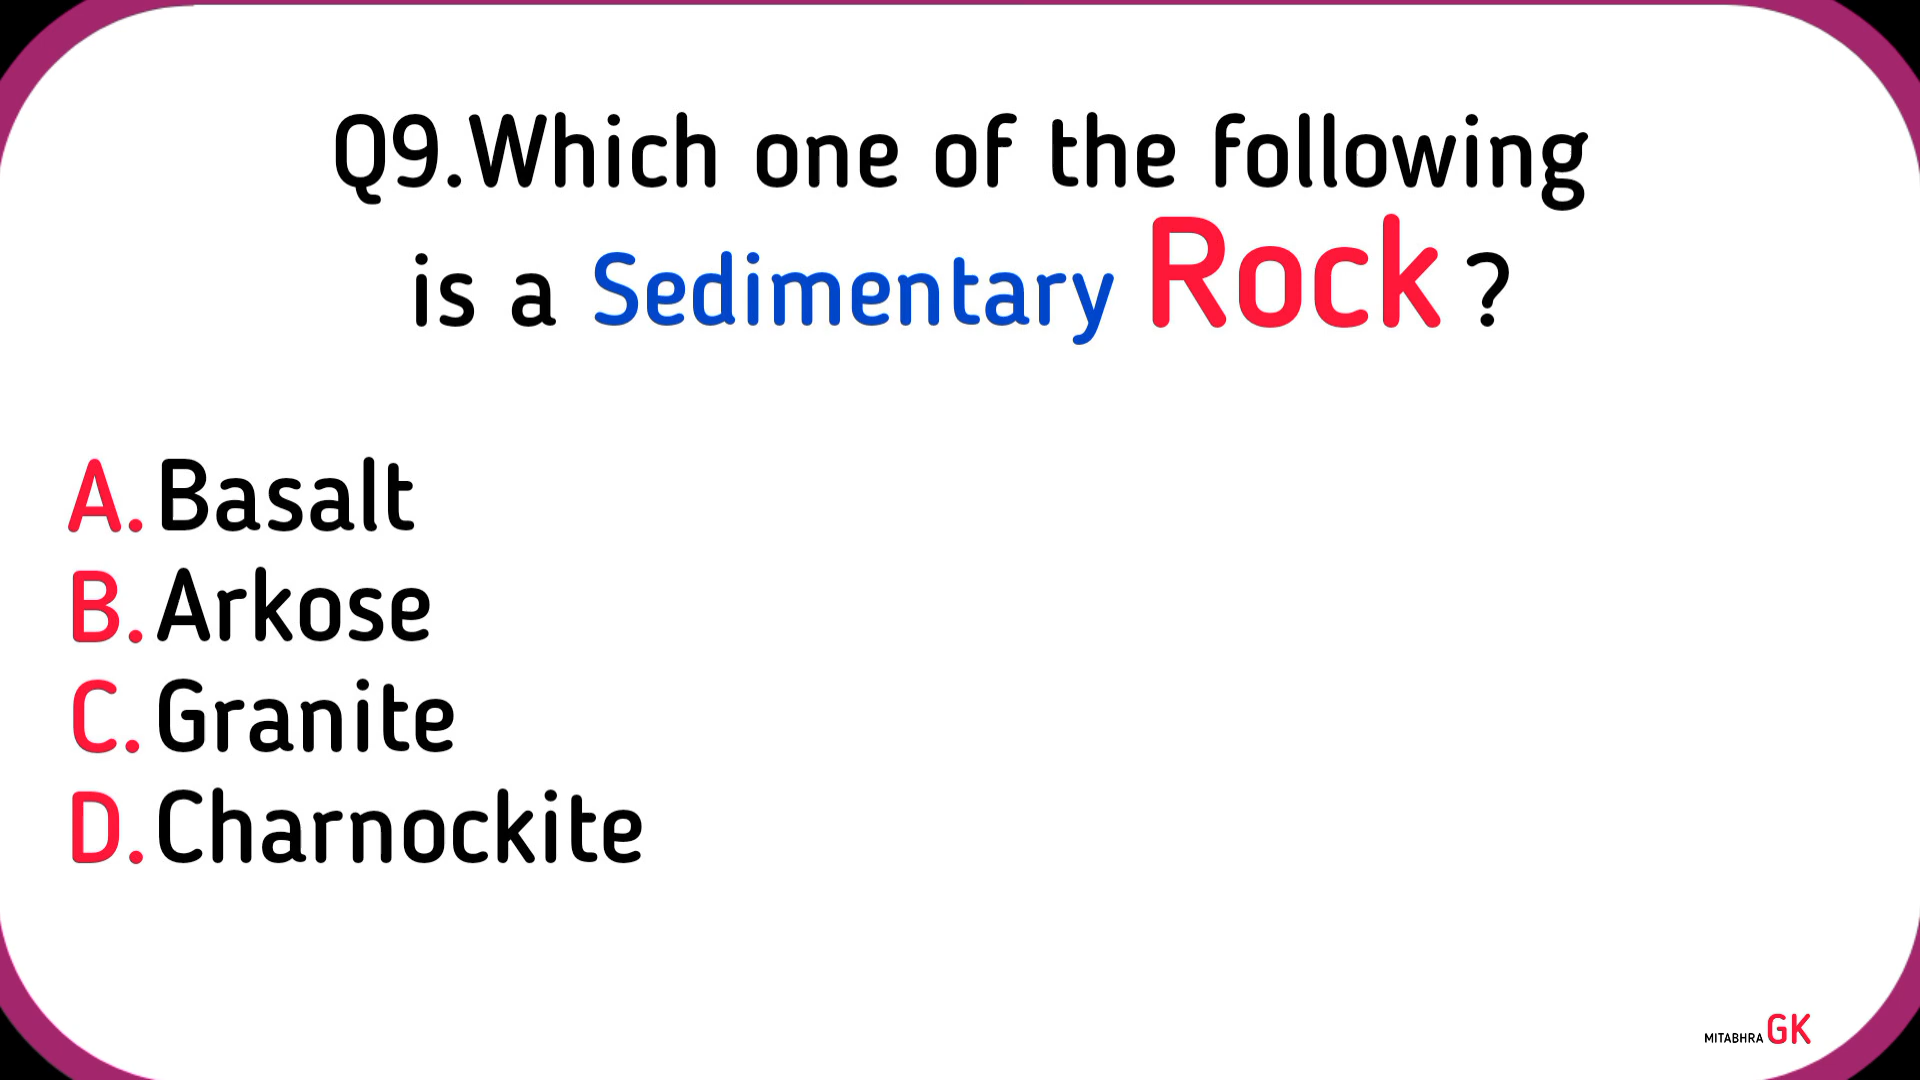 Q9.Which one of the following
is a Sedimentary Rock ?
A. Basalt
B. Arkose
C. Granite
D. Charnockite
MITABHRA GK